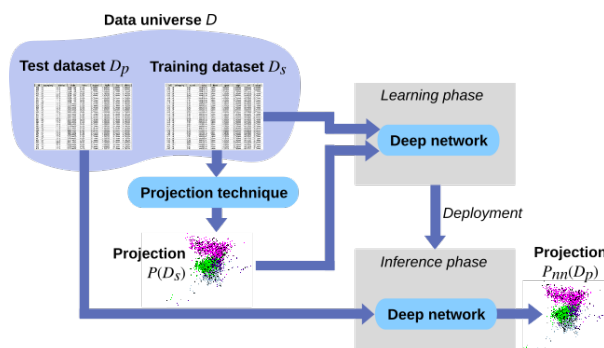 Data universe D
Test dataset Dp
Training dataset Ds
Learning phase
Deep network
Projection technique
Deployment
Projection
P(Ds)
Inference phase
Deep network
Projection
Pnn(Dp)